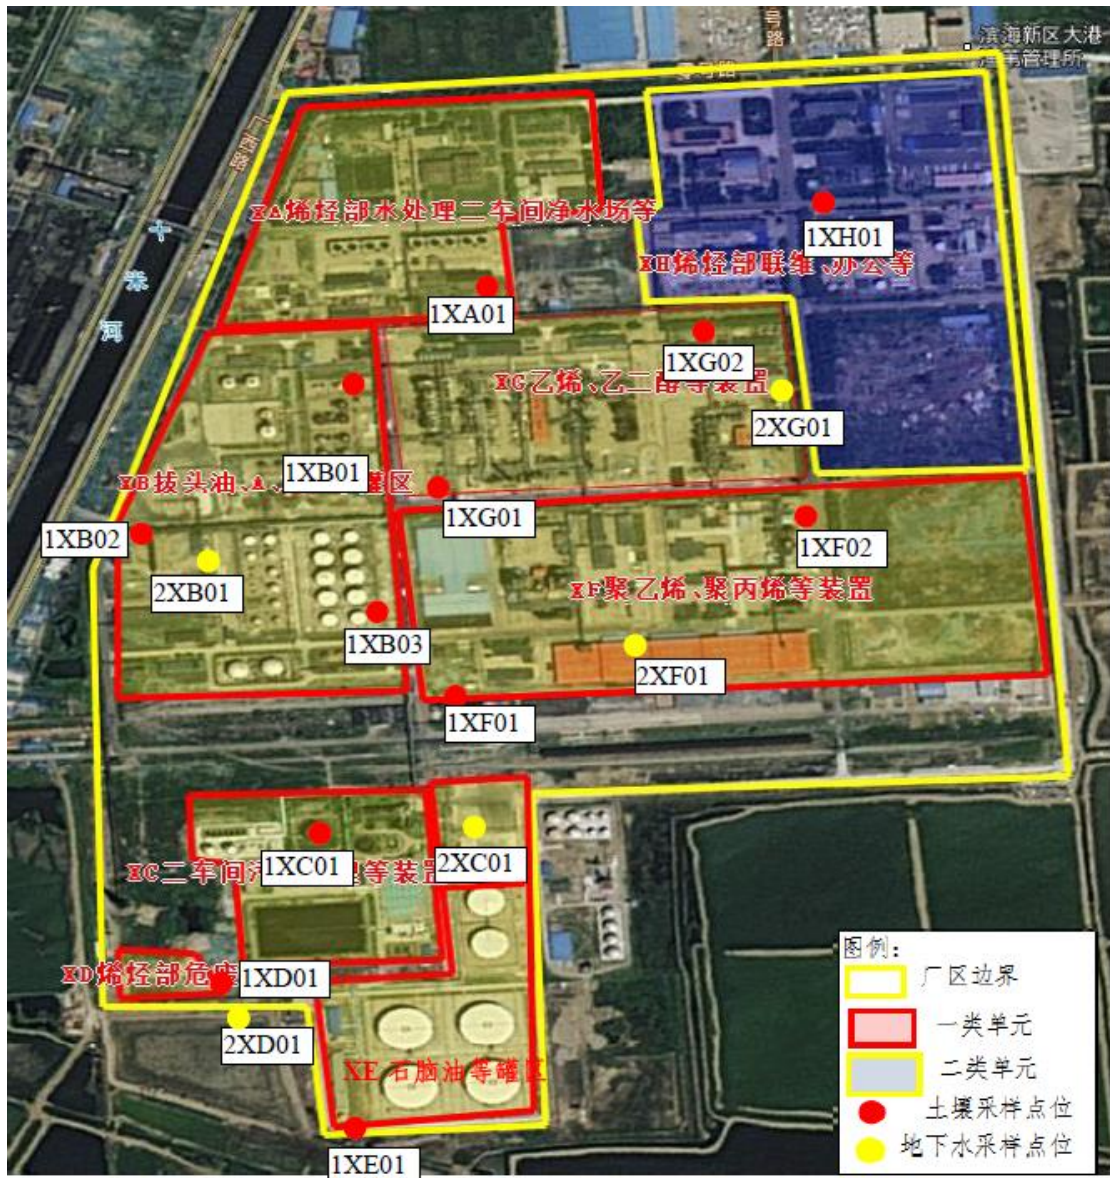 号路
滨海新区大港
管理所
XA烯烃部水处理二车间净水场等
1XH01
XH烯烃部联维、办公等
十
米
河
1XA01
1XG02
XG乙烯、乙二醇等装置
2XG01
1XB01
XB拔头油、
罐区
1XG01
1XB02
1XF02
2XB01
XF聚乙烯、聚丙烯等装置
1XB03
2XF01
1XF01
2XC01
1XC01
XC二车间
等装置
XD烯烃部危废
1XD01
2XD01
XE 石脑油等罐区
1XE01
图例：
厂区边界
一类单元
二类单元
土壤采样点位
地下水采样点位